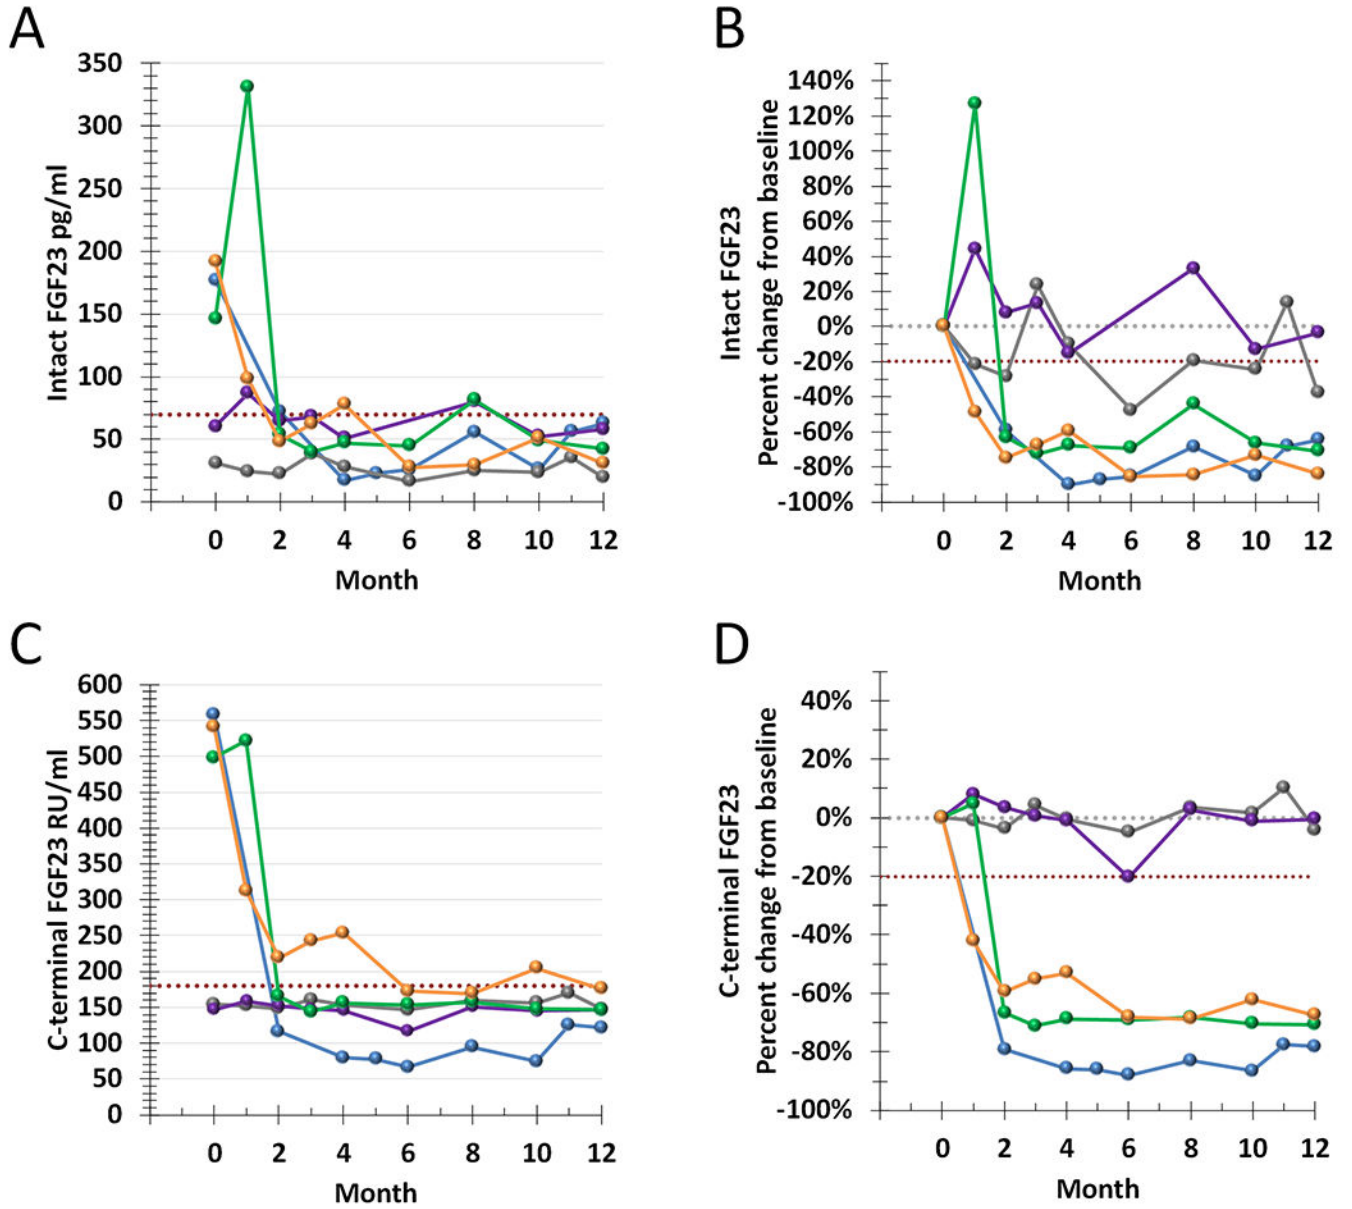 A
350
300
250
200
150
100
50
0
Intact FGF23 pg/ml
0 2 4 6 8 10 12
Month
B
140%
120%
100%
80%
60%
40%
20%
0%
-20%
-40%
-60%
-80%
-100%
Intact FGF23
Percent change from baseline
0 2 4 6 8 10 12
Month
C
600
550
500
450
400
350
300
250
200
150
100
50
0
C-terminal FGF23 RU/ml
0 2 4 6 8 10 12
Month
D
40%
20%
0%
-20%
-40%
-60%
-80%
-100%
C-terminal FGF23
Percent change from baseline
0 2 4 6 8 10 12
Month